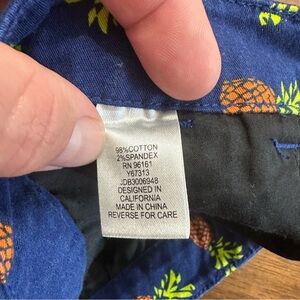 98%COTTON
2%SPANDEX
RN 96161
Y67313
JDB3006948
DESIGNED IN
CALIFORNIA
MADE IN CHINA
REVERSE FOR CARE